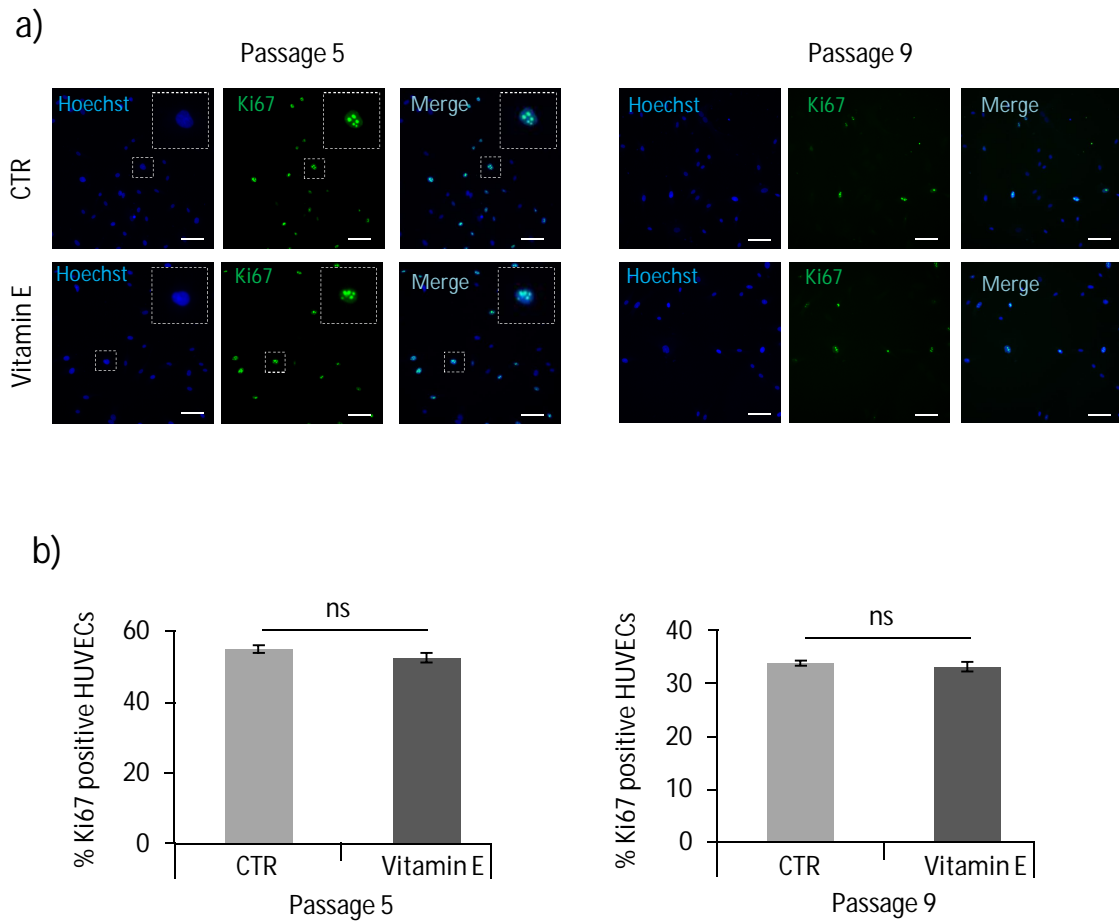 a)
Passage 5
Passage 9
CTR
Hoechst
Ki67
Merge
Hoechst
Ki67
Merge
Vitamin E
Hoechst
Ki67
Merge
Hoechst
Ki67
Merge
b)
% Ki67 positive HUVECs
60
40
20
0
ns
CTR
Vitamin E
Passage 5
% Ki67 positive HUVECs
40
30
20
10
0
ns
CTR
Vitamin E
Passage 9